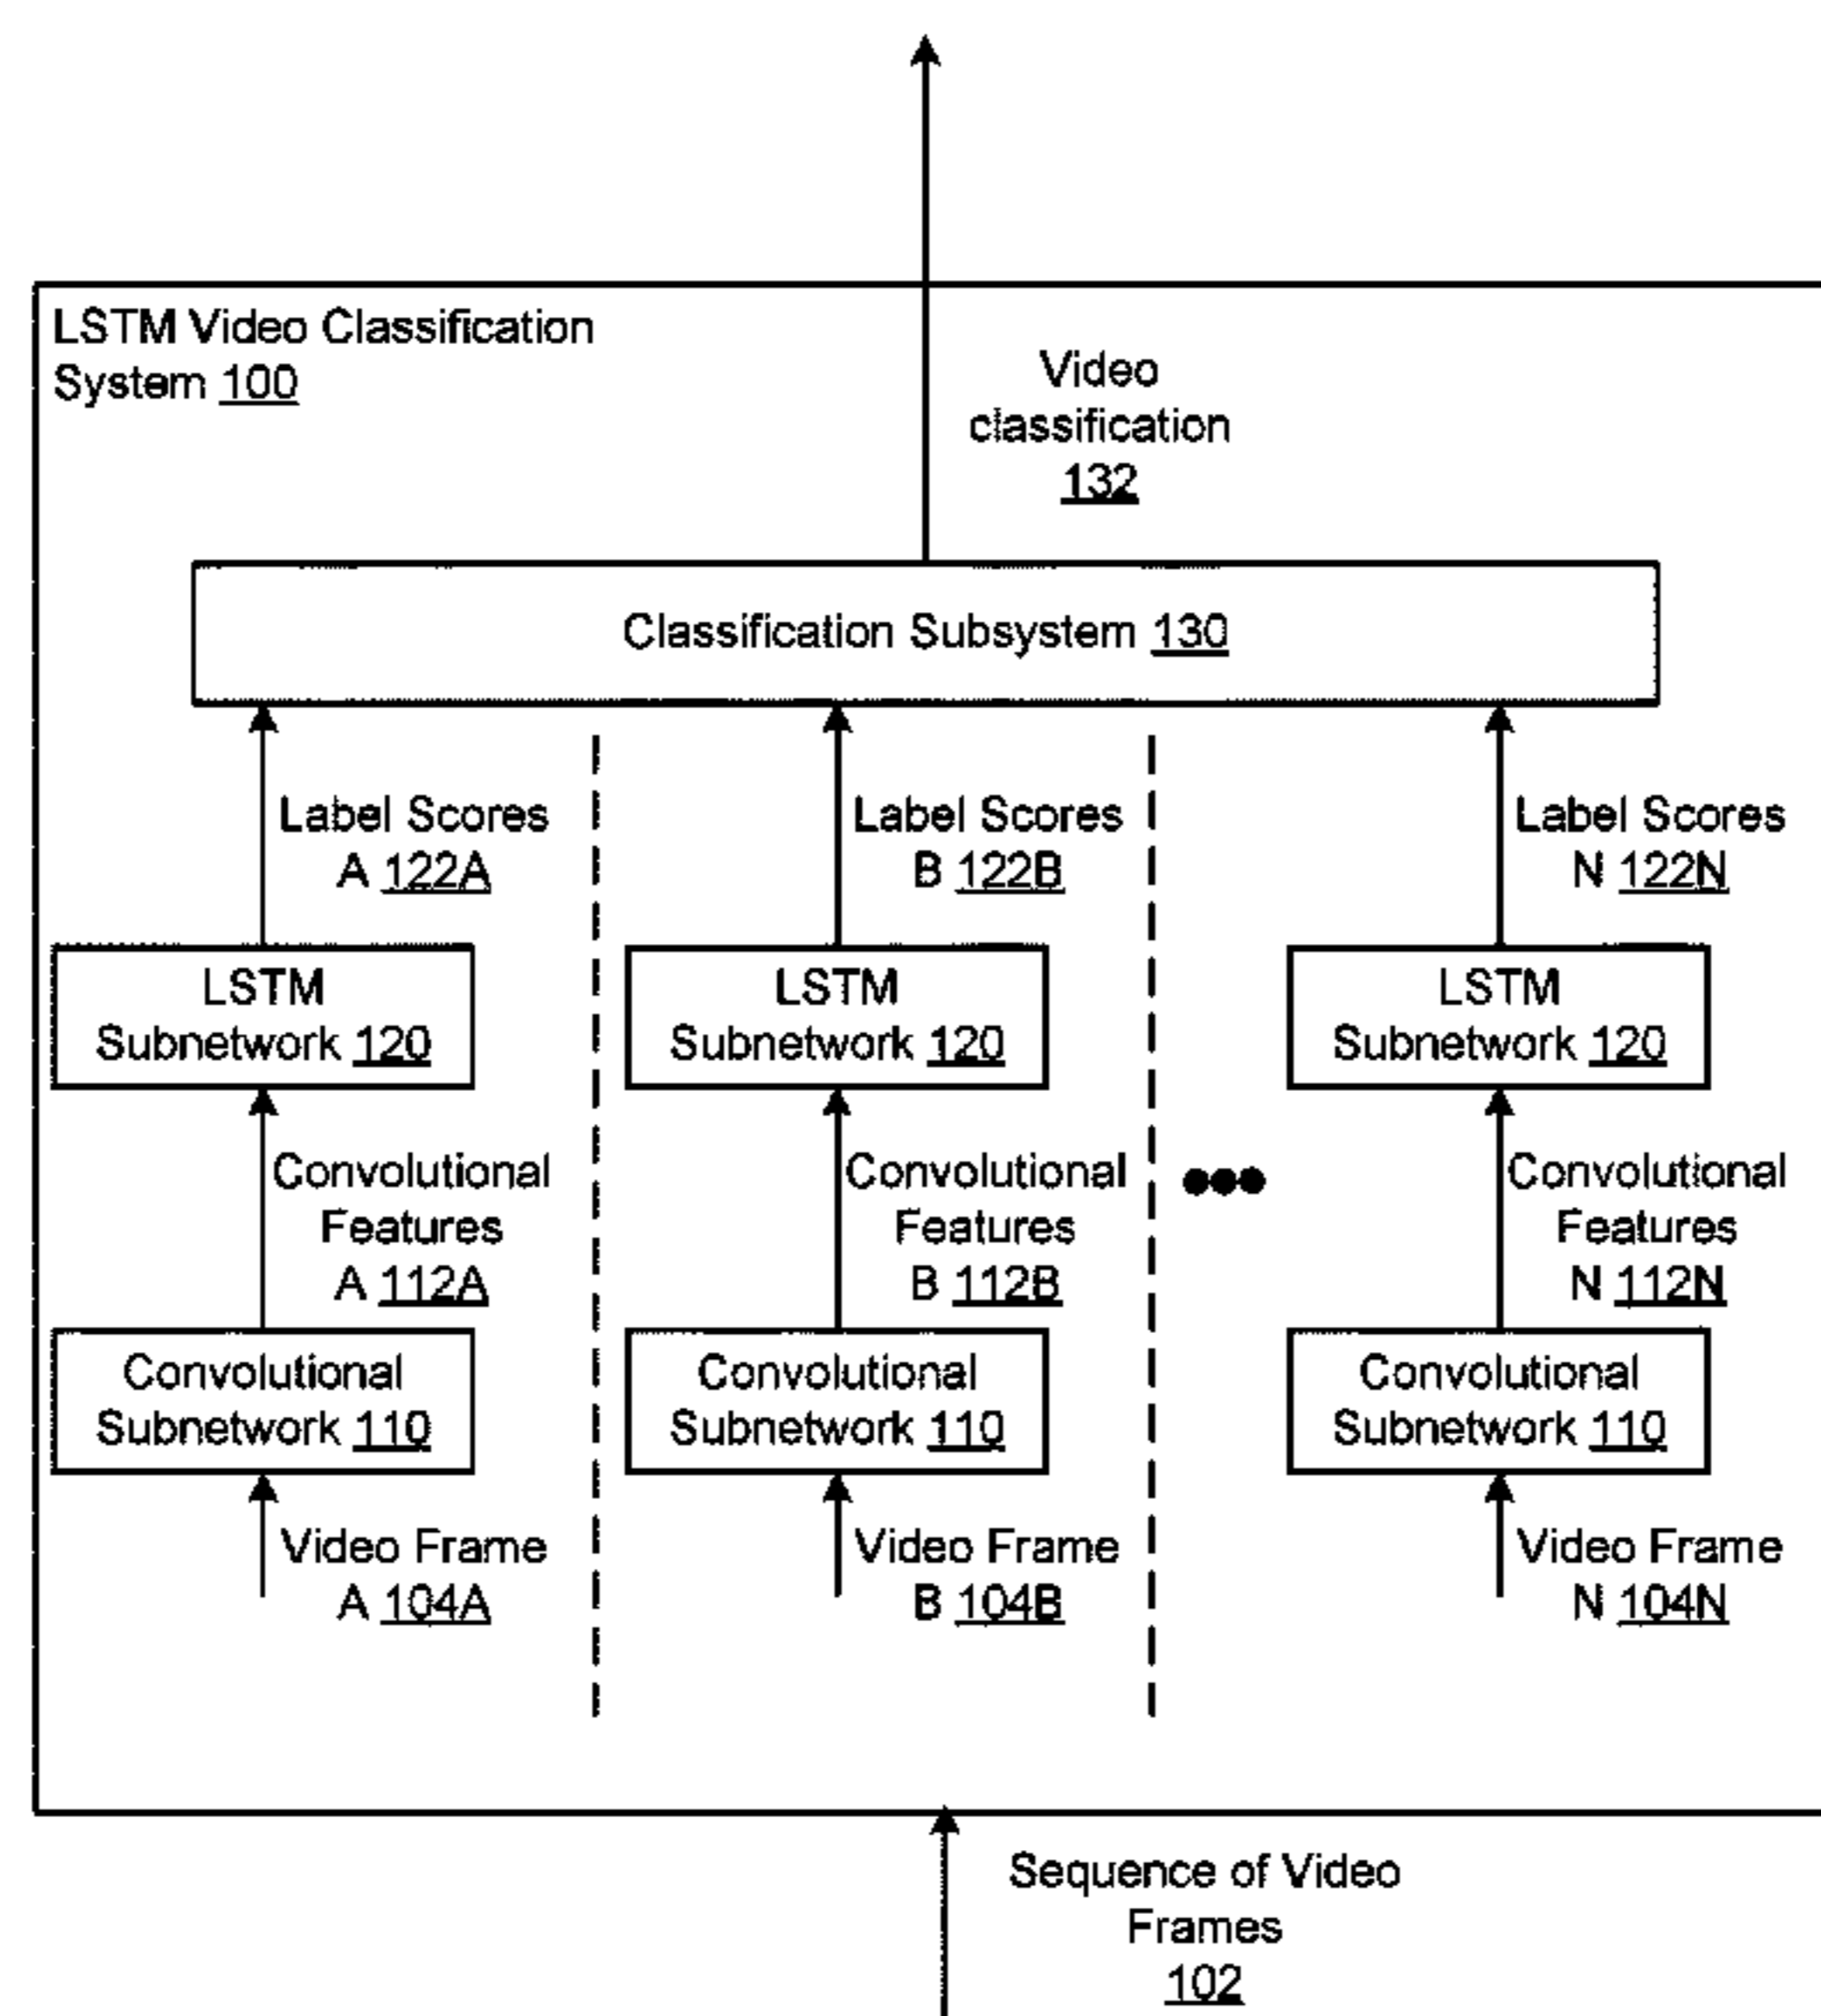 LSTM Video Classification
System 100
Video
classification
132
Classification Subsystem 130
Label Scores
A 122A
Label Scores
B 122B
Label Scores
N 122N
LSTM
Subnetwork 120
LSTM
Subnetwork 120
LSTM
Subnetwork 120
Convolutional
Features
A 112A
Convolutional
Features
B 112B
Convolutional
Features
N 112N
Convolutional
Subnetwork 110
Convolutional
Subnetwork 110
Convolutional
Subnetwork 110
Video Frame
A 104A
Video Frame
B 104B
Video Frame
N 104N
Sequence of Video
Frames
102